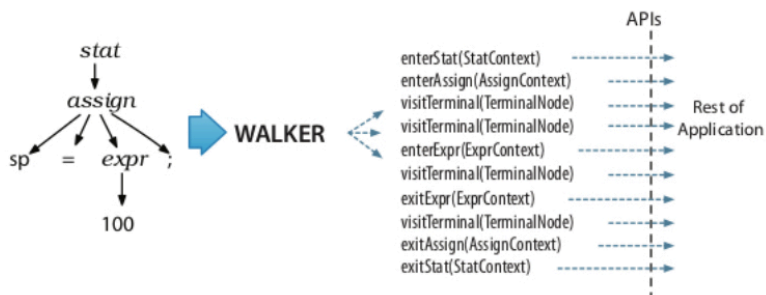 APIs
stat
assign
sp = expr ;
100
WALKER
enterStat(StatContext)
enterAssign(AssignContext)
visitTerminal(TerminalNode)
visitTerminal(TerminalNode)
enterExpr(ExprContext)
visitTerminal(TerminalNode)
exitExpr(ExprContext)
visitTerminal(TerminalNode)
exitAssign(AssignContext)
exitStat(StatContext)
Rest of
Application